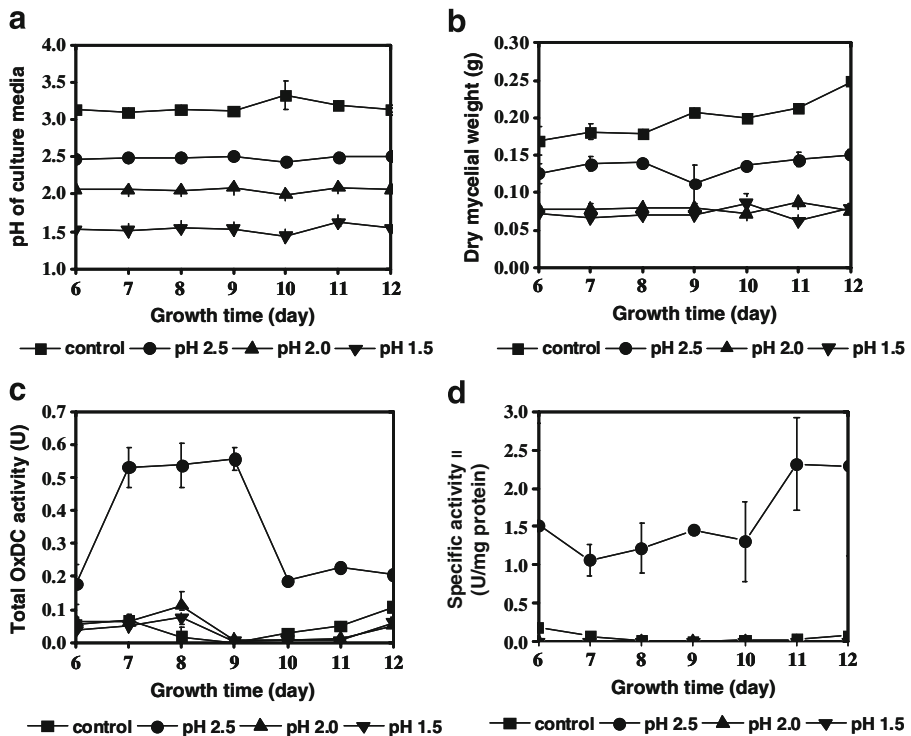 a
4.0
3.5
3.0
2.5
2.0
1.5
1.0
pH of culture media
6 7 8 9 10 11 12
Growth time (day)
control pH 2.5 pH 2.0 pH 1.5
b
0.30
0.25
0.20
0.15
0.10
0.05
0.00
Dry mycelial weight (g)
6 7 8 9 10 11 12
Growth time (day)
control pH 2.5 pH 2.0 pH 1.5
c
0.7
0.6
0.5
0.4
0.3
0.2
0.1
0.0
Total OxDC activity (U)
6 7 8 9 10 11 12
Growth time (day)
control pH 2.5 pH 2.0 pH 1.5
d
3.0
2.5
2.0
1.5
1.0
0.5
0.0
Specific activity II
(U/mg protein)
6 7 8 9 10 11 12
Growth time (day)
control pH 2.5 pH 2.0 pH 1.5